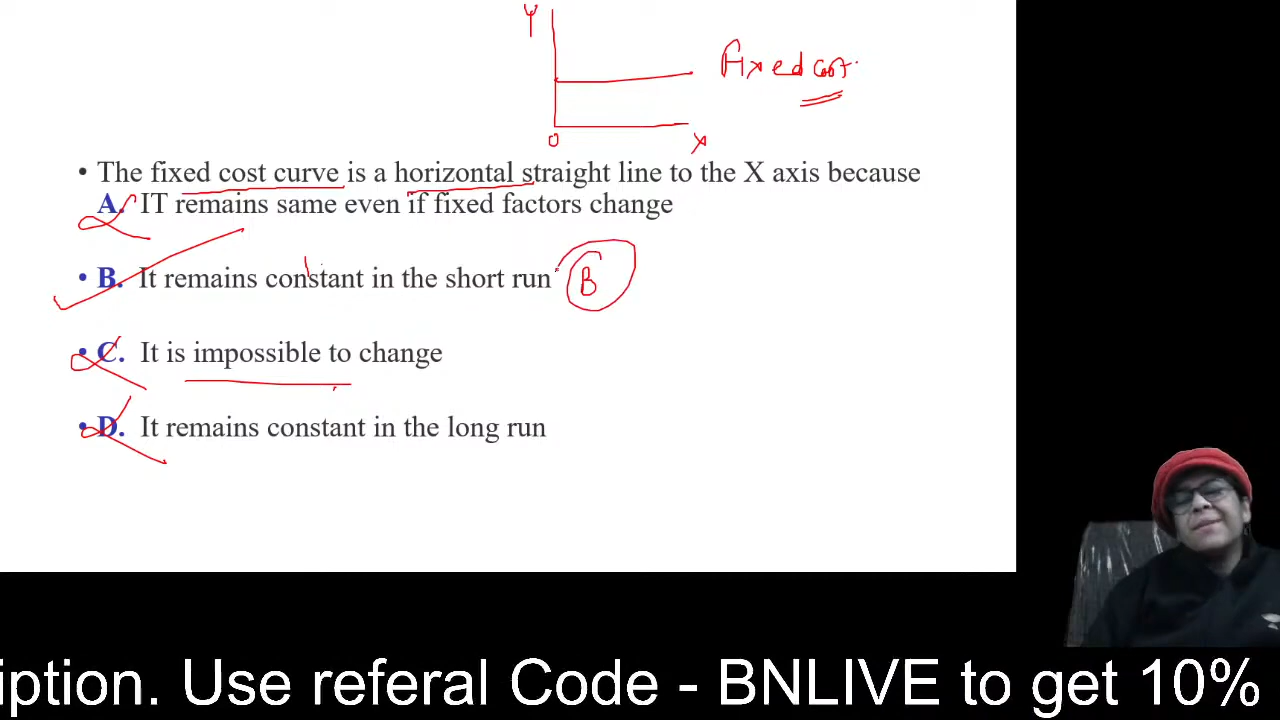 Y
Fixed cost
0
X
• The fixed cost curve is a horizontal straight line to the X axis because
A. IT remains same even if fixed factors change
• B. It remains constant in the short run
B
• C. It is impossible to change
• D. It remains constant in the long run
iption. Use referal Code - BNLIVE to get 10%